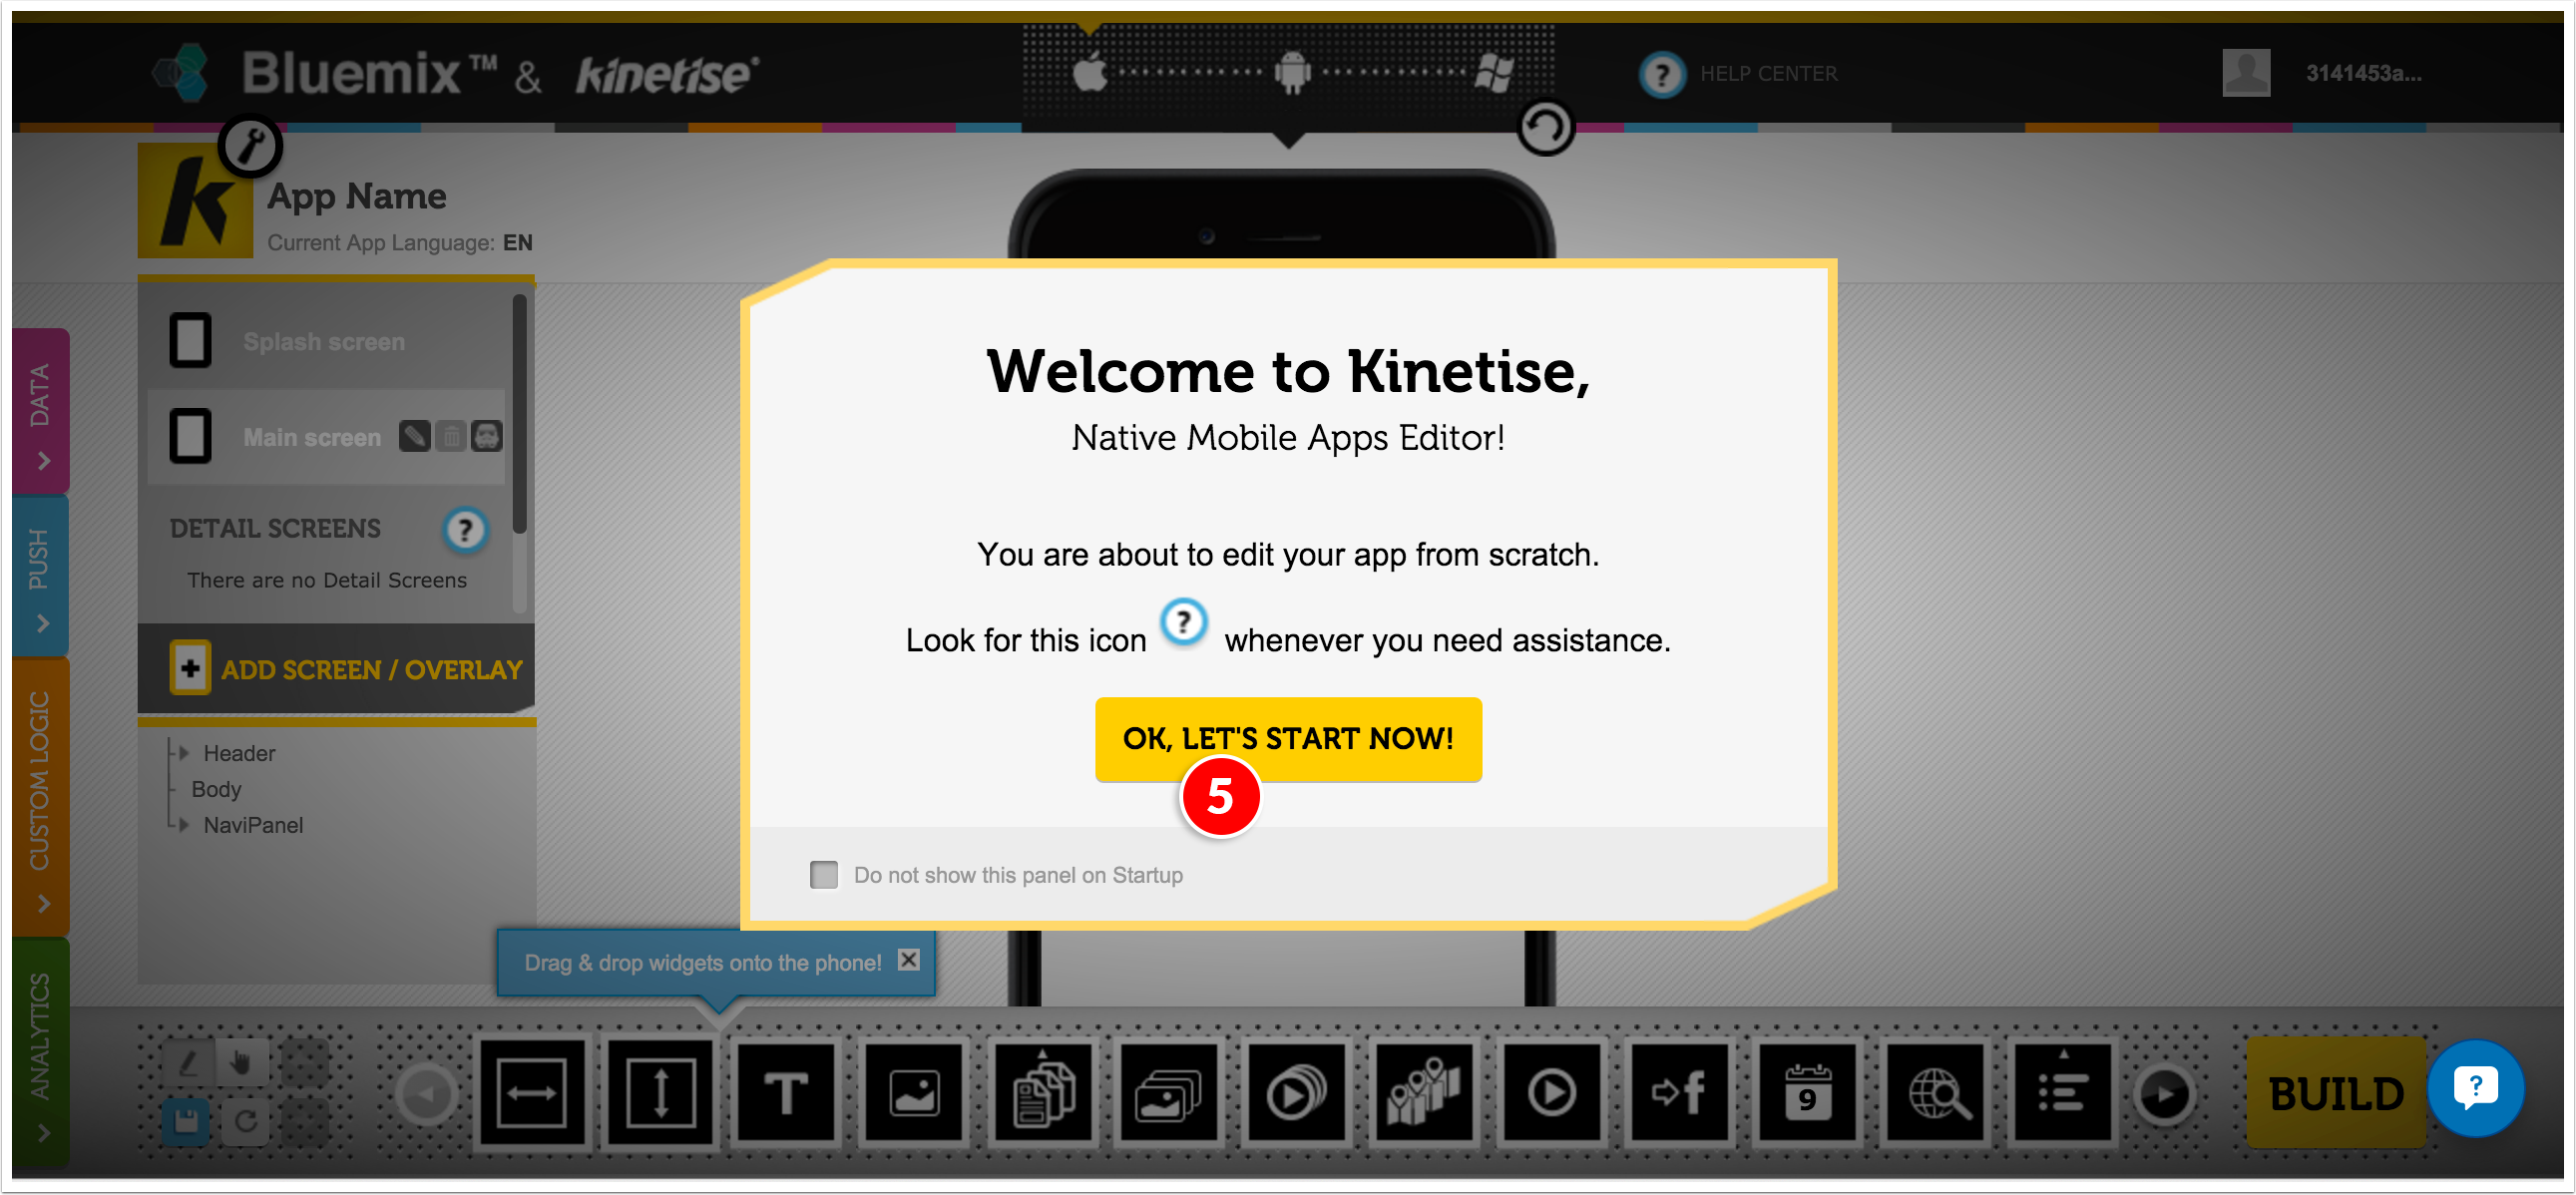 Bluemix™ & kinetise®
HELP CENTER
3141453a...
k
App Name
Current App Language: EN
Splash screen
Main screen
DETAIL SCREENS ?
There are no Detail Screens
ADD SCREEN / OVERLAY
Header
Body
NaviPanel
DATA
PUSH
CUSTOM LOGIC
ANALYTICS
Welcome to Kinetise,
Native Mobile Apps Editor!
You are about to edit your app from scratch.
Look for this icon ? whenever you need assistance.
OK, LET'S START NOW!
5
Do not show this panel on Startup
Drag & drop widgets onto the phone!
T
f
9
BUILD
?